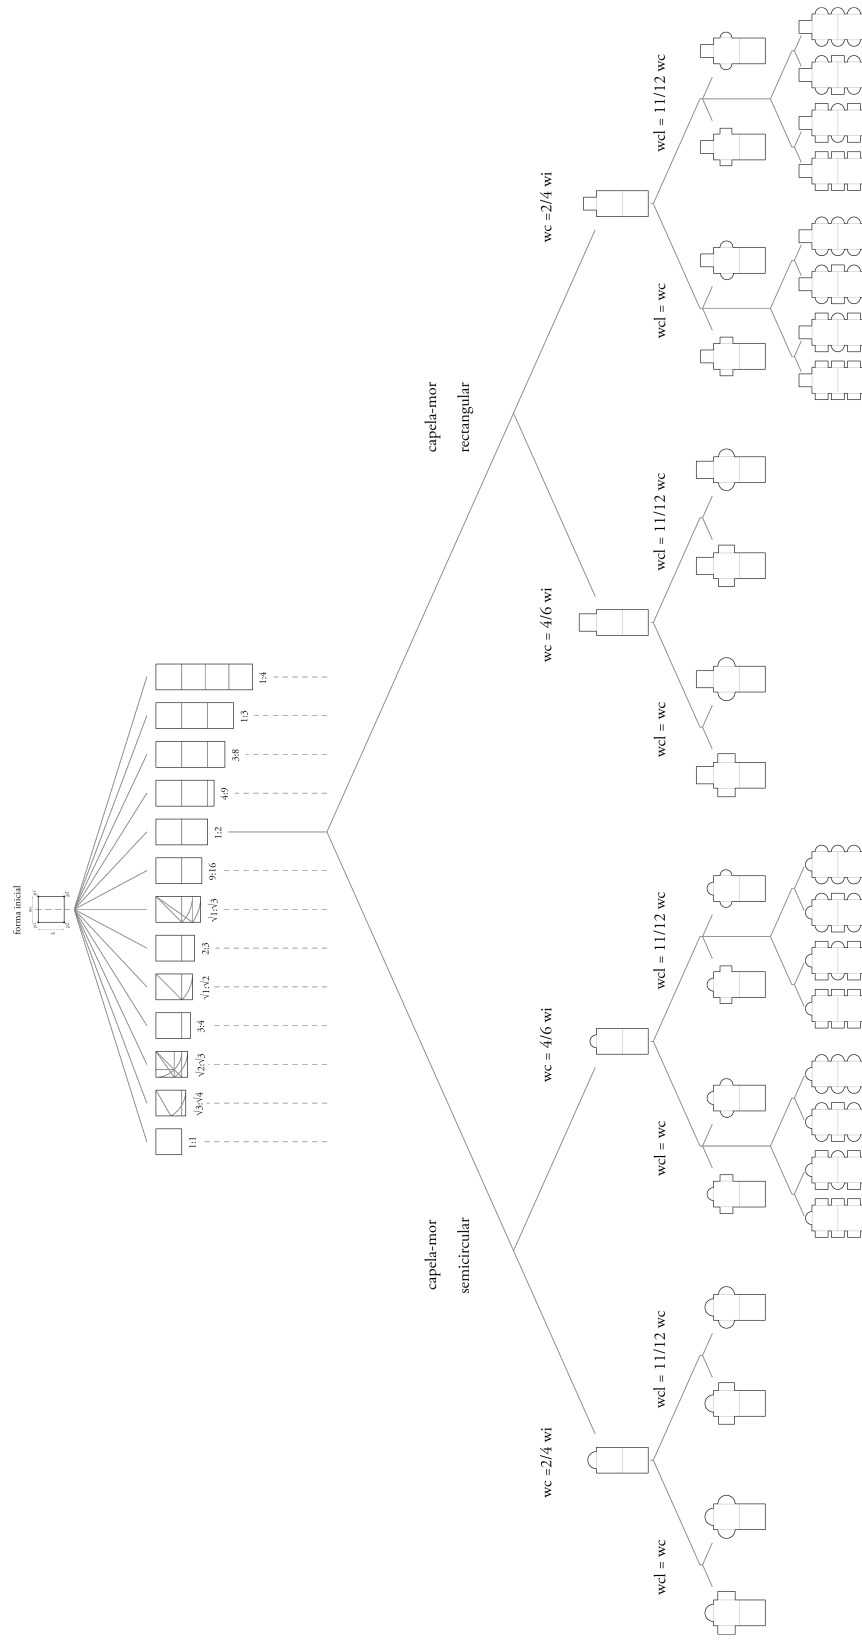 forma inicial
1:1
√3:√4
√2:√3
3:4
√1:√2
2:3
√1:√3
9:16
1:2
4:9
3:8
1:3
1:4
capela-mor
semicircular
capela-mor
rectangular
wc =2/4 wi
wc = 4/6 wi
wc = 4/6 wi
wc =2/4 wi
wcl = wc
wcl = 11/12 wc
wcl = wc
wcl = 11/12 wc
wcl = wc
wcl = 11/12 wc
wcl = wc
wcl = 11/12 wc